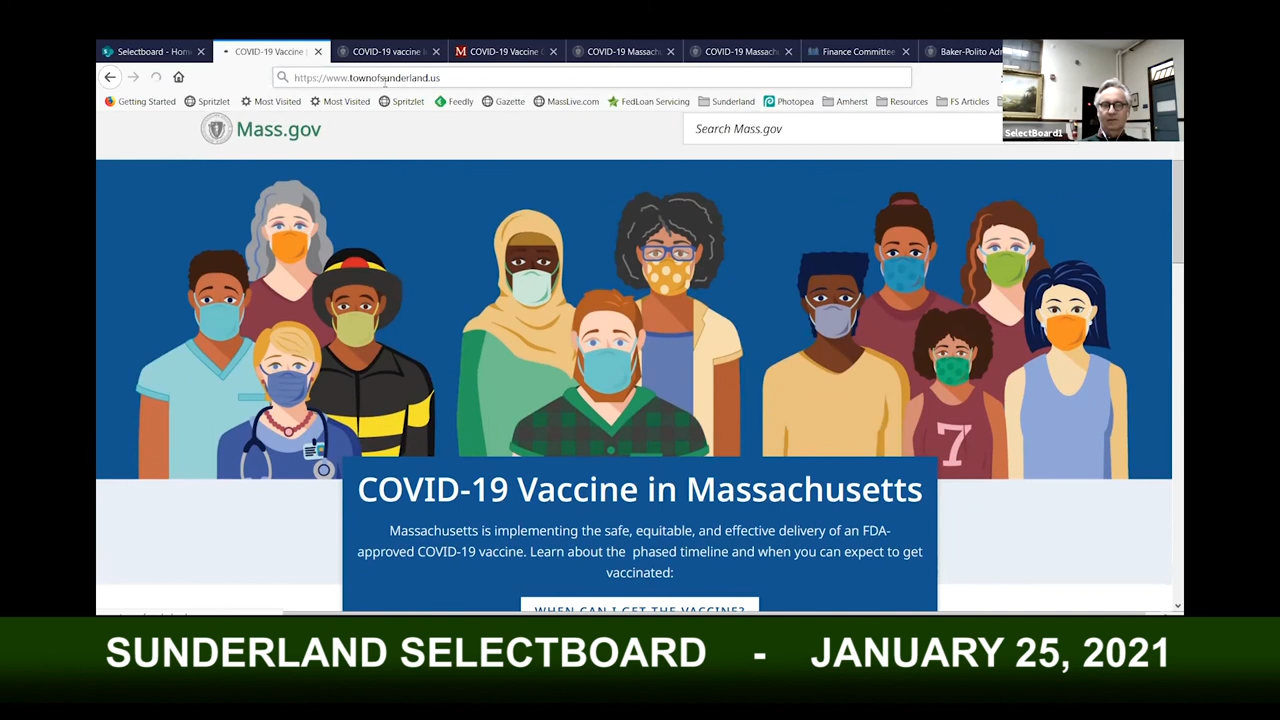 Selectboard - Hom
COVID-19 Vaccine
COVID-19 vaccine l
COVID-19 Vaccine
COVID-19 Massach
COVID-19 Massach
Finance Committee
Baker-Polito Adm
https://www.townofsunderland.us
Getting Started
Spritzlet
Most Visited
Most Visited
Spritzlet
Feedly
Gazette
MassLive.com
FedLoan Servicing
Sunderland
Photopea
Amherst
Resources
FS Articles
SelectBoard1
Mass.gov
Search Mass.gov
7
COVID-19 Vaccine in Massachusetts
Massachusetts is implementing the safe, equitable, and effective delivery of an FDA-
approved COVID-19 vaccine. Learn about the phased timeline and when you can expect to get
vaccinated:
WHEN CAN I GET THE VACCINE?
SUNDERLAND SELECTBOARD - JANUARY 25, 2021